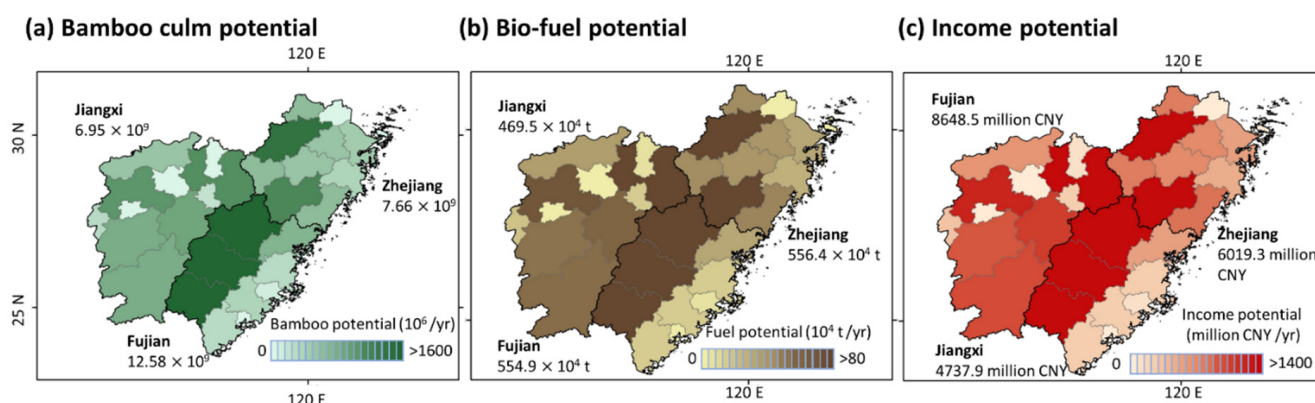 (a) Bamboo culm potential
120 E
30 N
25 N
Jiangxi
6.95 × 10⁹
Zhejiang
7.66 × 10⁹
Fujian
12.58 × 10⁹
Bamboo potential (10⁶ /yr)
0 >1600
120 E
(b) Bio-fuel potential
120 E
Jiangxi
469.5 × 10⁴ t
Zhejiang
556.4 × 10⁴ t
Fujian
554.9 × 10⁴ t
Fuel potential (10⁴ t /yr)
0 >80
120 E
(c) Income potential
120 E
Fujian
8648.5 million CNY
Zhejiang
6019.3 million
CNY
Jiangxi
4737.9 million CNY
Income potential
(million CNY /yr)
0 >1400
120 E